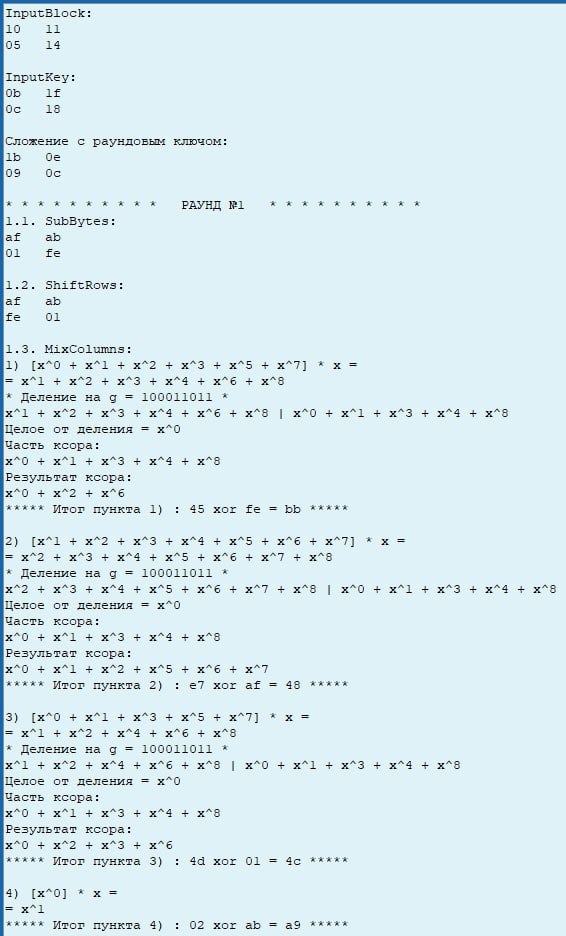 InputBlock:
10   11
05   14
InputKey:
0b   1f
0c   18
Сложение с раундовым ключом:
1b   0e
09   0c
* * * * * * * * * *   РАУНД №1   * * * * * * * * * *
1.1. SubBytes:
af   ab
01   fe
1.2. ShiftRows:
af   ab
fe   01
1.3. MixColumns:
1) [x^0 + x^1 + x^2 + x^3 + x^5 + x^7] * x =
= x^1 + x^2 + x^3 + x^4 + x^6 + x^8
* Деление на g = 100011011 *
x^1 + x^2 + x^3 + x^4 + x^6 + x^8 | x^0 + x^1 + x^3 + x^4 + x^8
Целое от деления = x^0
Часть ксора:
x^0 + x^1 + x^3 + x^4 + x^8
Результат ксора:
x^0 + x^2 + x^6
***** Итог пункта 1) : 45 xor fe = bb *****
2) [x^1 + x^2 + x^3 + x^4 + x^5 + x^6 + x^7] * x =
= x^2 + x^3 + x^4 + x^5 + x^6 + x^7 + x^8
* Деление на g = 100011011 *
x^2 + x^3 + x^4 + x^5 + x^6 + x^7 + x^8 | x^0 + x^1 + x^3 + x^4 + x^8
Целое от деления = x^0
Часть ксора:
x^0 + x^1 + x^3 + x^4 + x^8
Результат ксора:
x^0 + x^1 + x^2 + x^5 + x^6 + x^7
***** Итог пункта 2) : e7 xor af = 48 *****
3) [x^0 + x^1 + x^3 + x^5 + x^7] * x =
= x^1 + x^2 + x^4 + x^6 + x^8
* Деление на g = 100011011 *
x^1 + x^2 + x^4 + x^6 + x^8 | x^0 + x^1 + x^3 + x^4 + x^8
Целое от деления = x^0
Часть ксора:
x^0 + x^1 + x^3 + x^4 + x^8
Результат ксора:
x^0 + x^2 + x^3 + x^6
***** Итог пункта 3) : 4d xor 01 = 4c *****
4) [x^0] * x =
= x^1
***** Итог пункта 4) : 02 xor ab = a9 *****